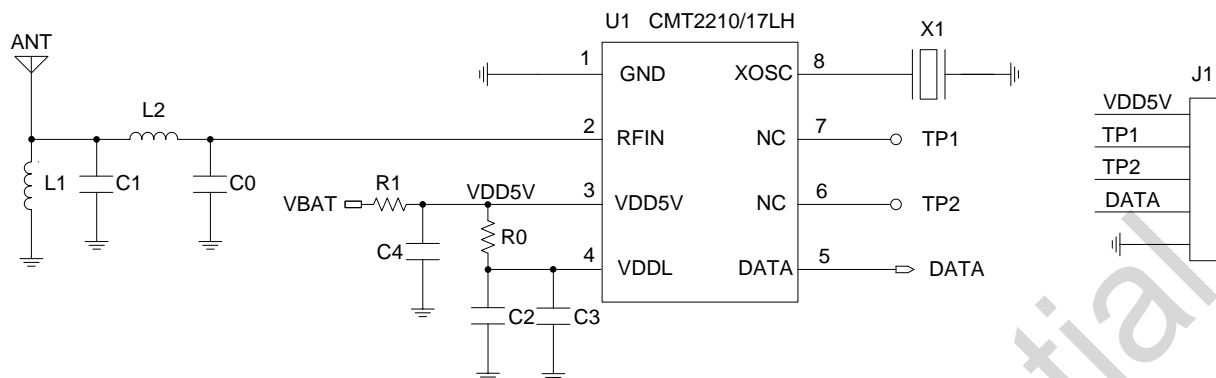 U1 CMT2210/17LH
X1
ANT
1
GND
XOSC
8
J1
L2
VDD5V
2
RFIN
NC
7
TP1
TP1
L1
C1
C0
TP2
R1
VDD5V
3
VBAT
VDD5V
NC
6
TP2
DATA
R0
C4
4
VDDL
DATA
5
DATA
C2
C3
tial